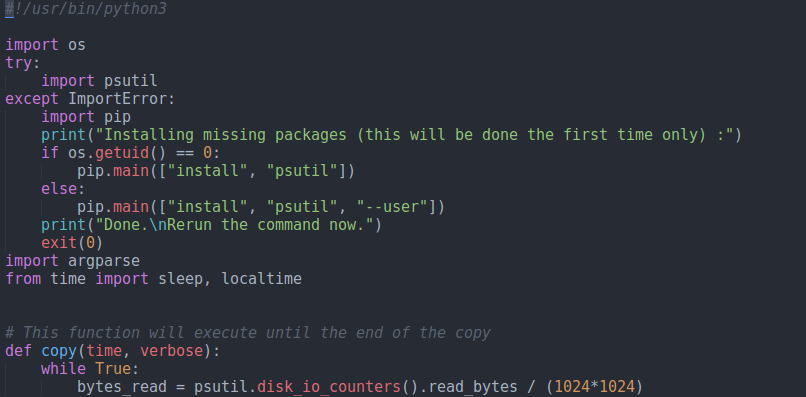 #!/usr/bin/python3
import os
try:
    import psutil
except ImportError:
    import pip
    print("Installing missing packages (this will be done the first time only) :")
    if os.getuid() == 0:
        pip.main(["install", "psutil"])
    else:
        pip.main(["install", "psutil", "--user"])
    print("Done.\nRerun the command now.")
    exit(0)
import argparse
from time import sleep, localtime
# This function will execute until the end of the copy
def copy(time, verbose):
    while True:
        bytes_read = psutil.disk_io_counters().read_bytes / (1024*1024)